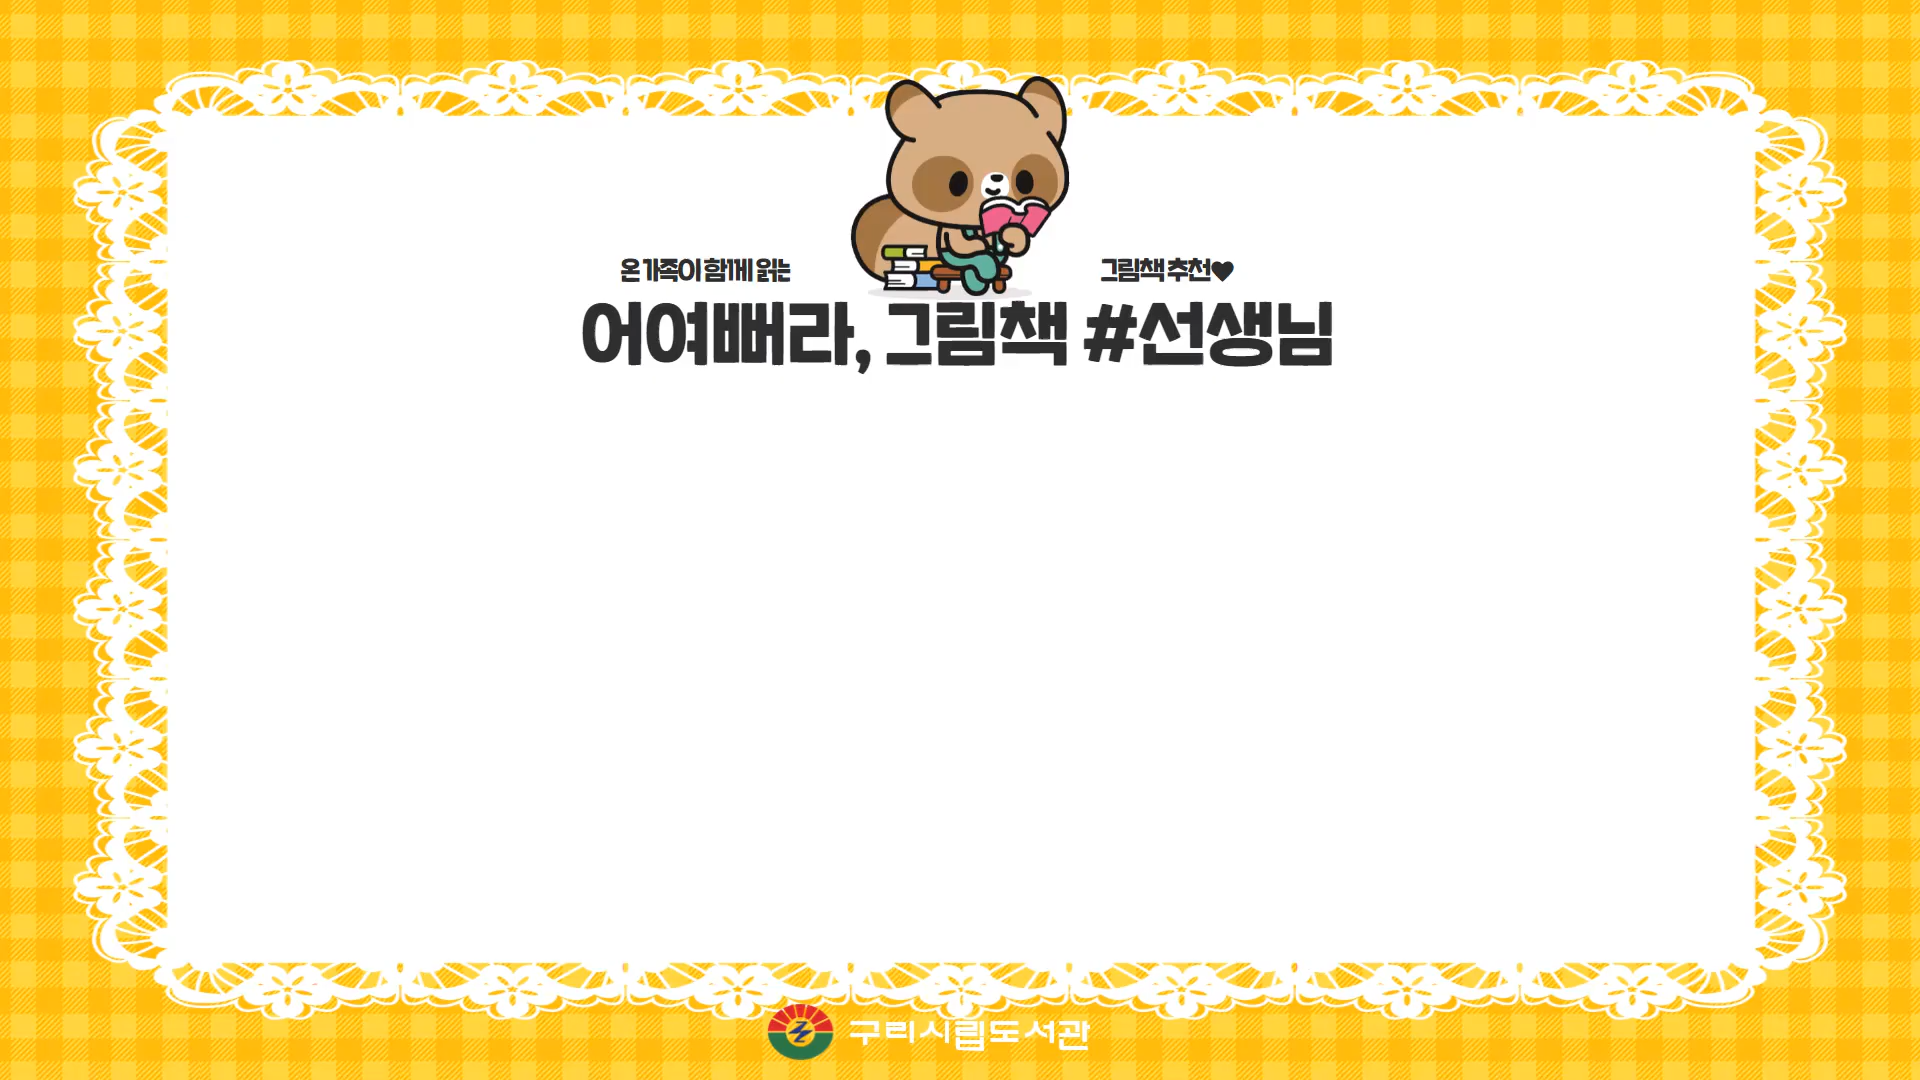 온 가족이 함께 읽는
그림책 추천♥
어여뻐라, 그림책 #선생님
구리시립도서관